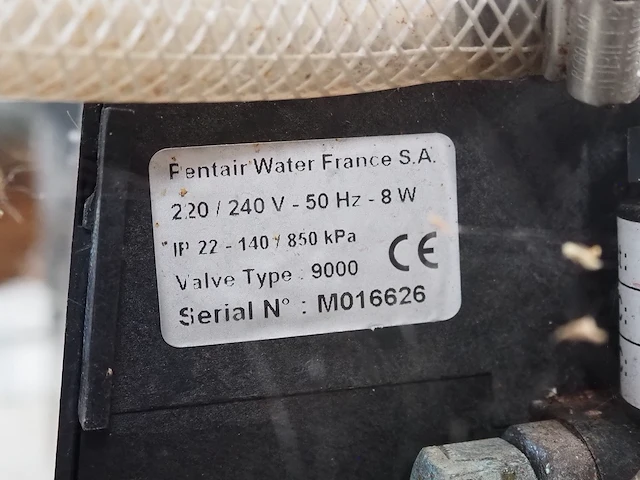 Pentair Water France S.A.
220 / 240 V - 50 Hz - 8 W
IP 22 - 140 / 850 kPa
CE
Valve Type : 9000
Serial N° : M016626